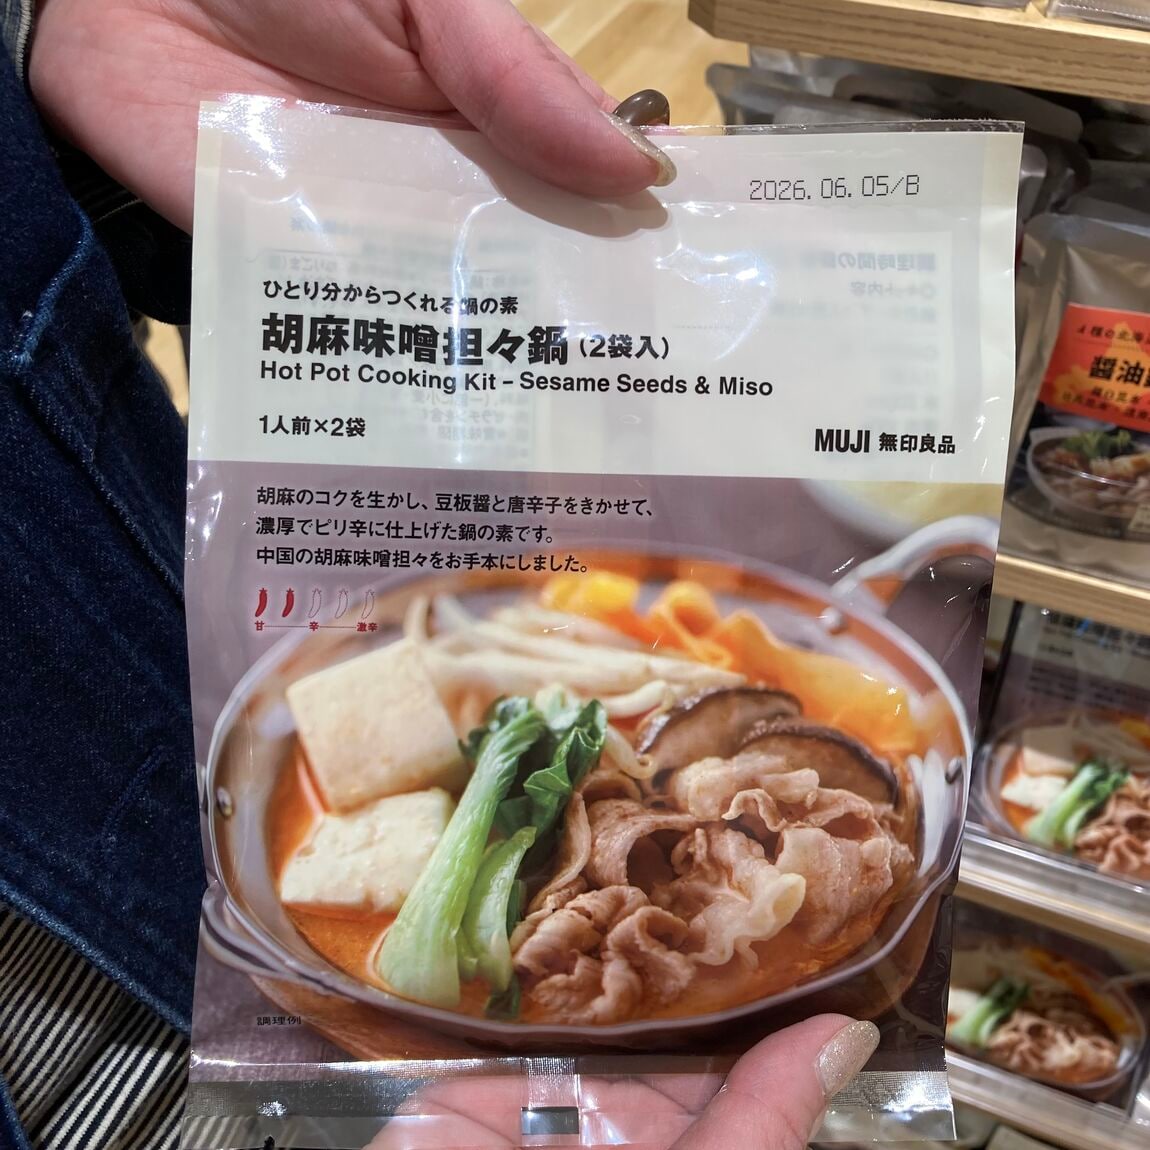 2026. 06. 05/B
ひとり分からつくれる鍋の素
胡麻味噌担々鍋(2袋入)
Hot Pot Cooking Kit – Sesame Seeds & Miso
1人前×2袋
MUJI 無印良品
胡麻のコクを生かし、豆板醤と唐辛子をきかせて、
濃厚でピリ辛に仕上げた鍋の素です。
中国の胡麻味噌担々をお手本にしました。
甘 辛 激辛
調理例
醤油